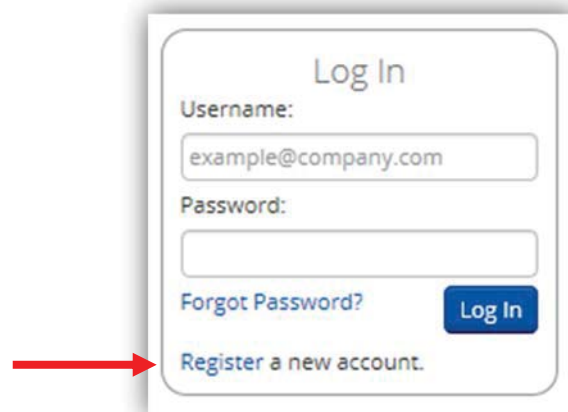 Log In
Username:
example@company.com
Password:
Forgot Password?
Log In
Register a new account.